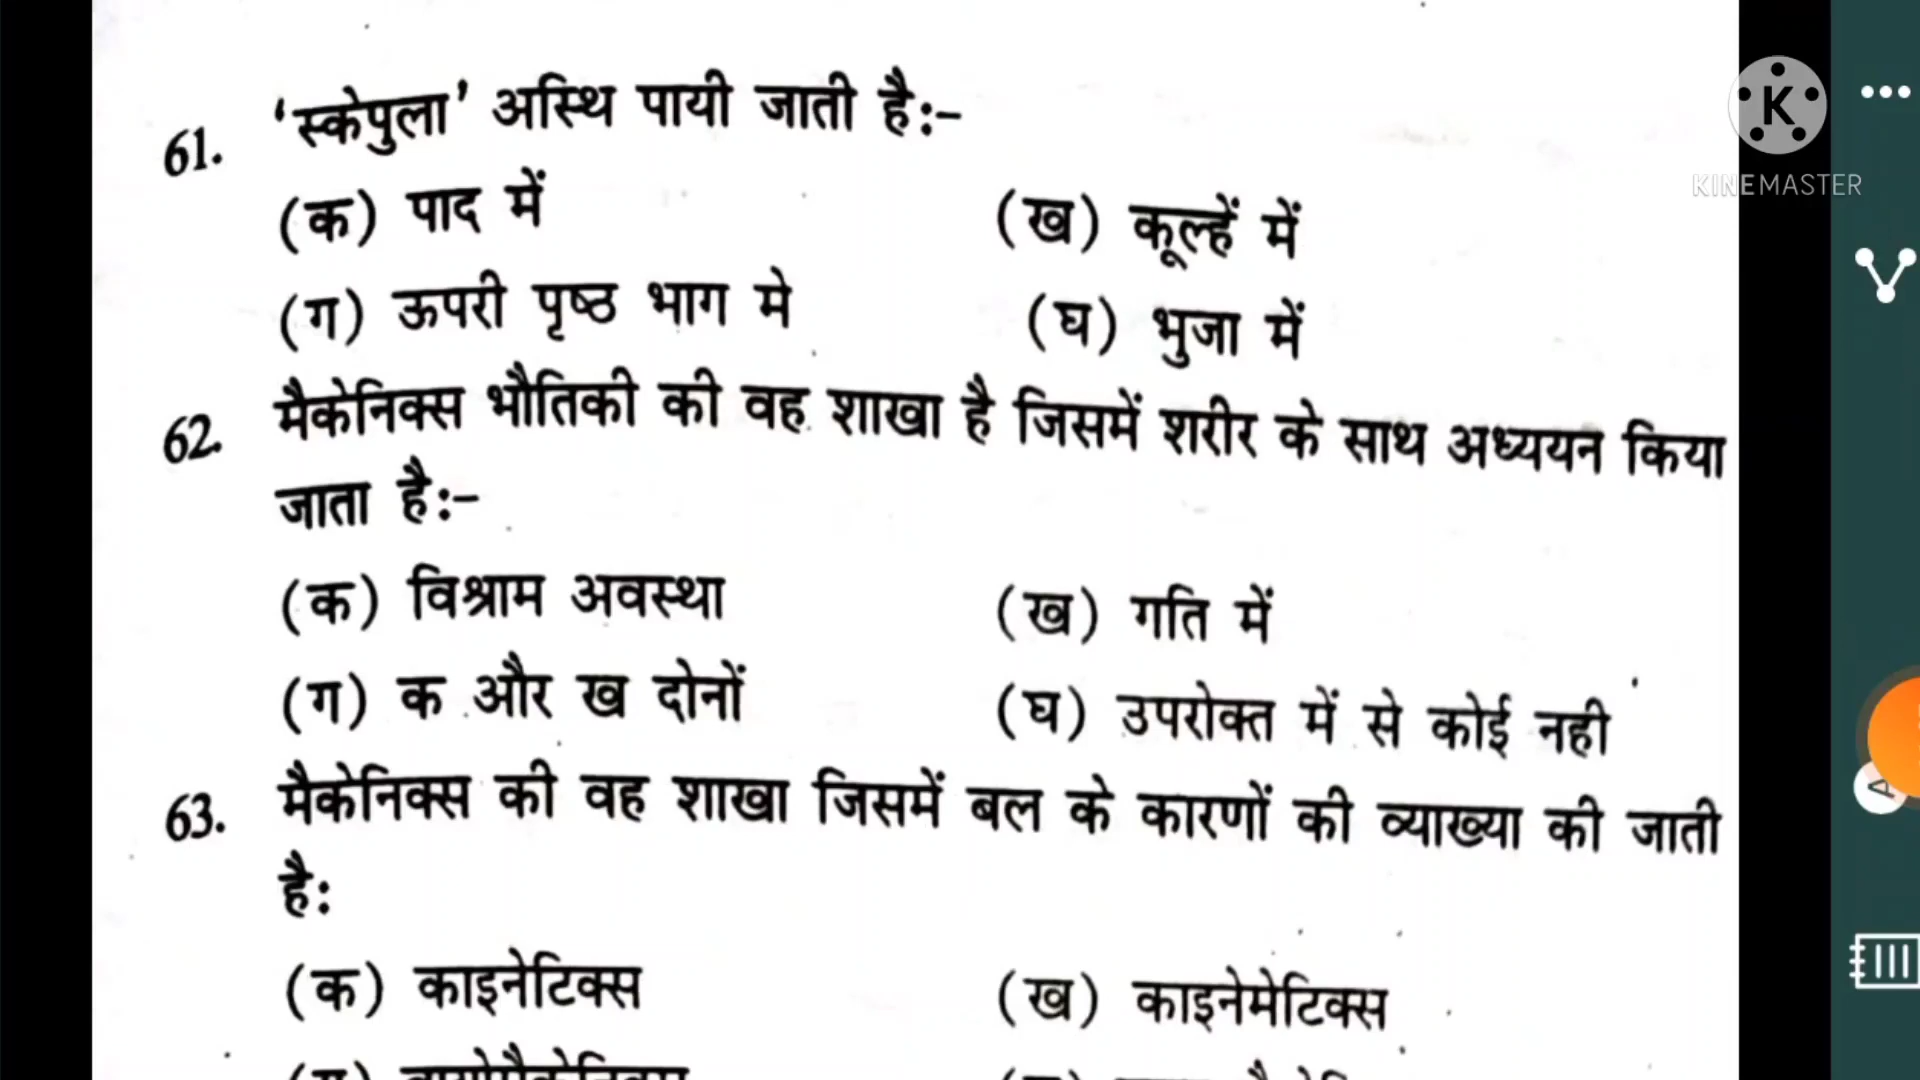 61. 'स्केपुला' अस्थि पायी जाती है:-
(क) पाद में (ख) कूल्हें में
(ग) ऊपरी पृष्ठ भाग मे (घ) भुजा में
62. मैकेनिक्स भौतिकी की वह शाखा है जिसमें शरीर के साथ अध्ययन किया
जाता है:-
(क) विश्राम अवस्था (ख) गति में
(ग) क और ख दोनों (घ) उपरोक्त में से कोई नही
63. मैकेनिक्स की वह शाखा जिसमें बल के कारणों की व्याख्या की जाती
है:
(क) काइनेटिक्स (ख) काइनेमेटिक्स
K
KINEMASTER